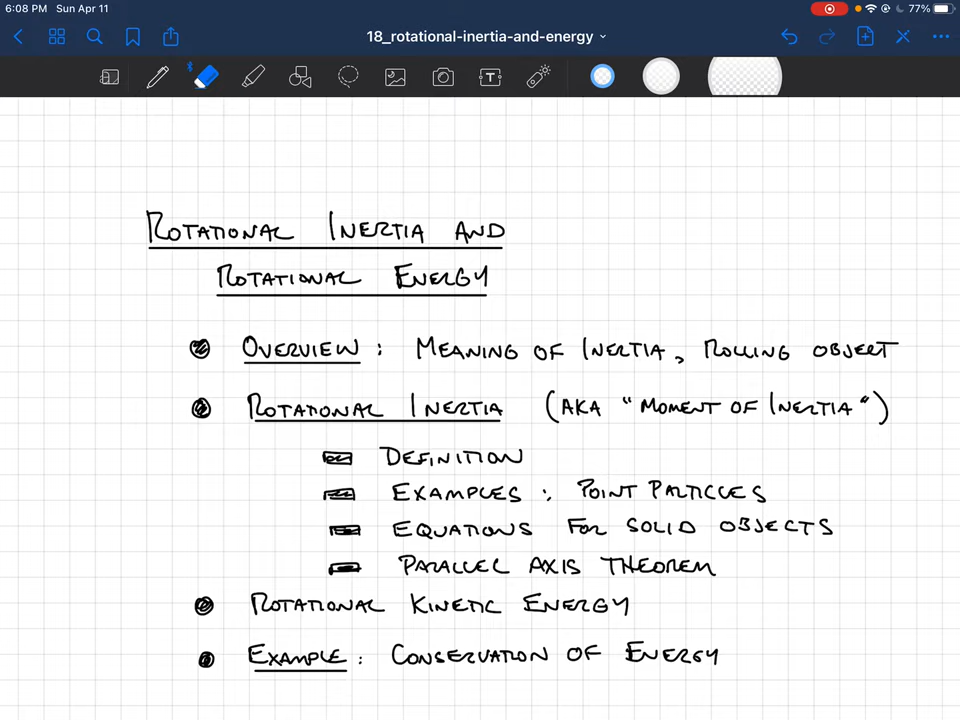 6:08 PM Sun Apr 11 77%
18_rotational-inertia-and-energy
T
ROTATIONAL INERTIA AND
ROTATIONAL ENERGY
OVERVIEW : MEANING OF INERTIA, ROLLING OBJECT
ROTATIONAL INERTIA (AKA "MOMENT OF INERTIA")
DEFINITION
EXAMPLES : POINT PARTICLES
EQUATIONS FOR SOLID OBJECTS
PARALLEL AXIS THEOREM
ROTATIONAL KINETIC ENERGY
EXAMPLE : CONSERVATION OF ENERGY